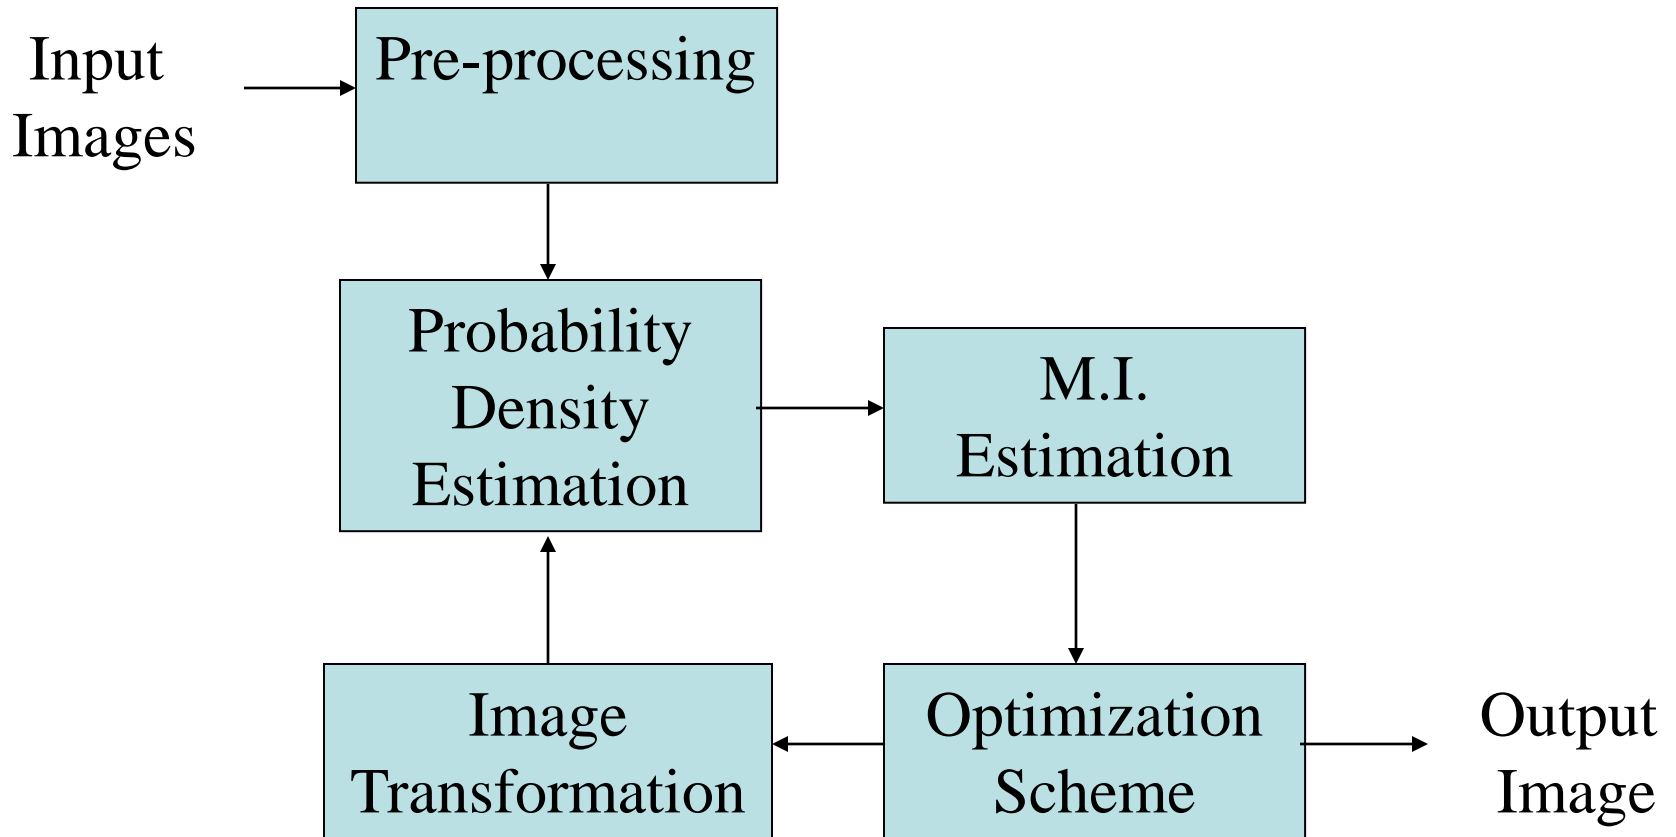 Input
Images
Pre-processing
Probability
Density
Estimation
M.I.
Estimation
Image
Transformation
Optimization
Scheme
Output
Image